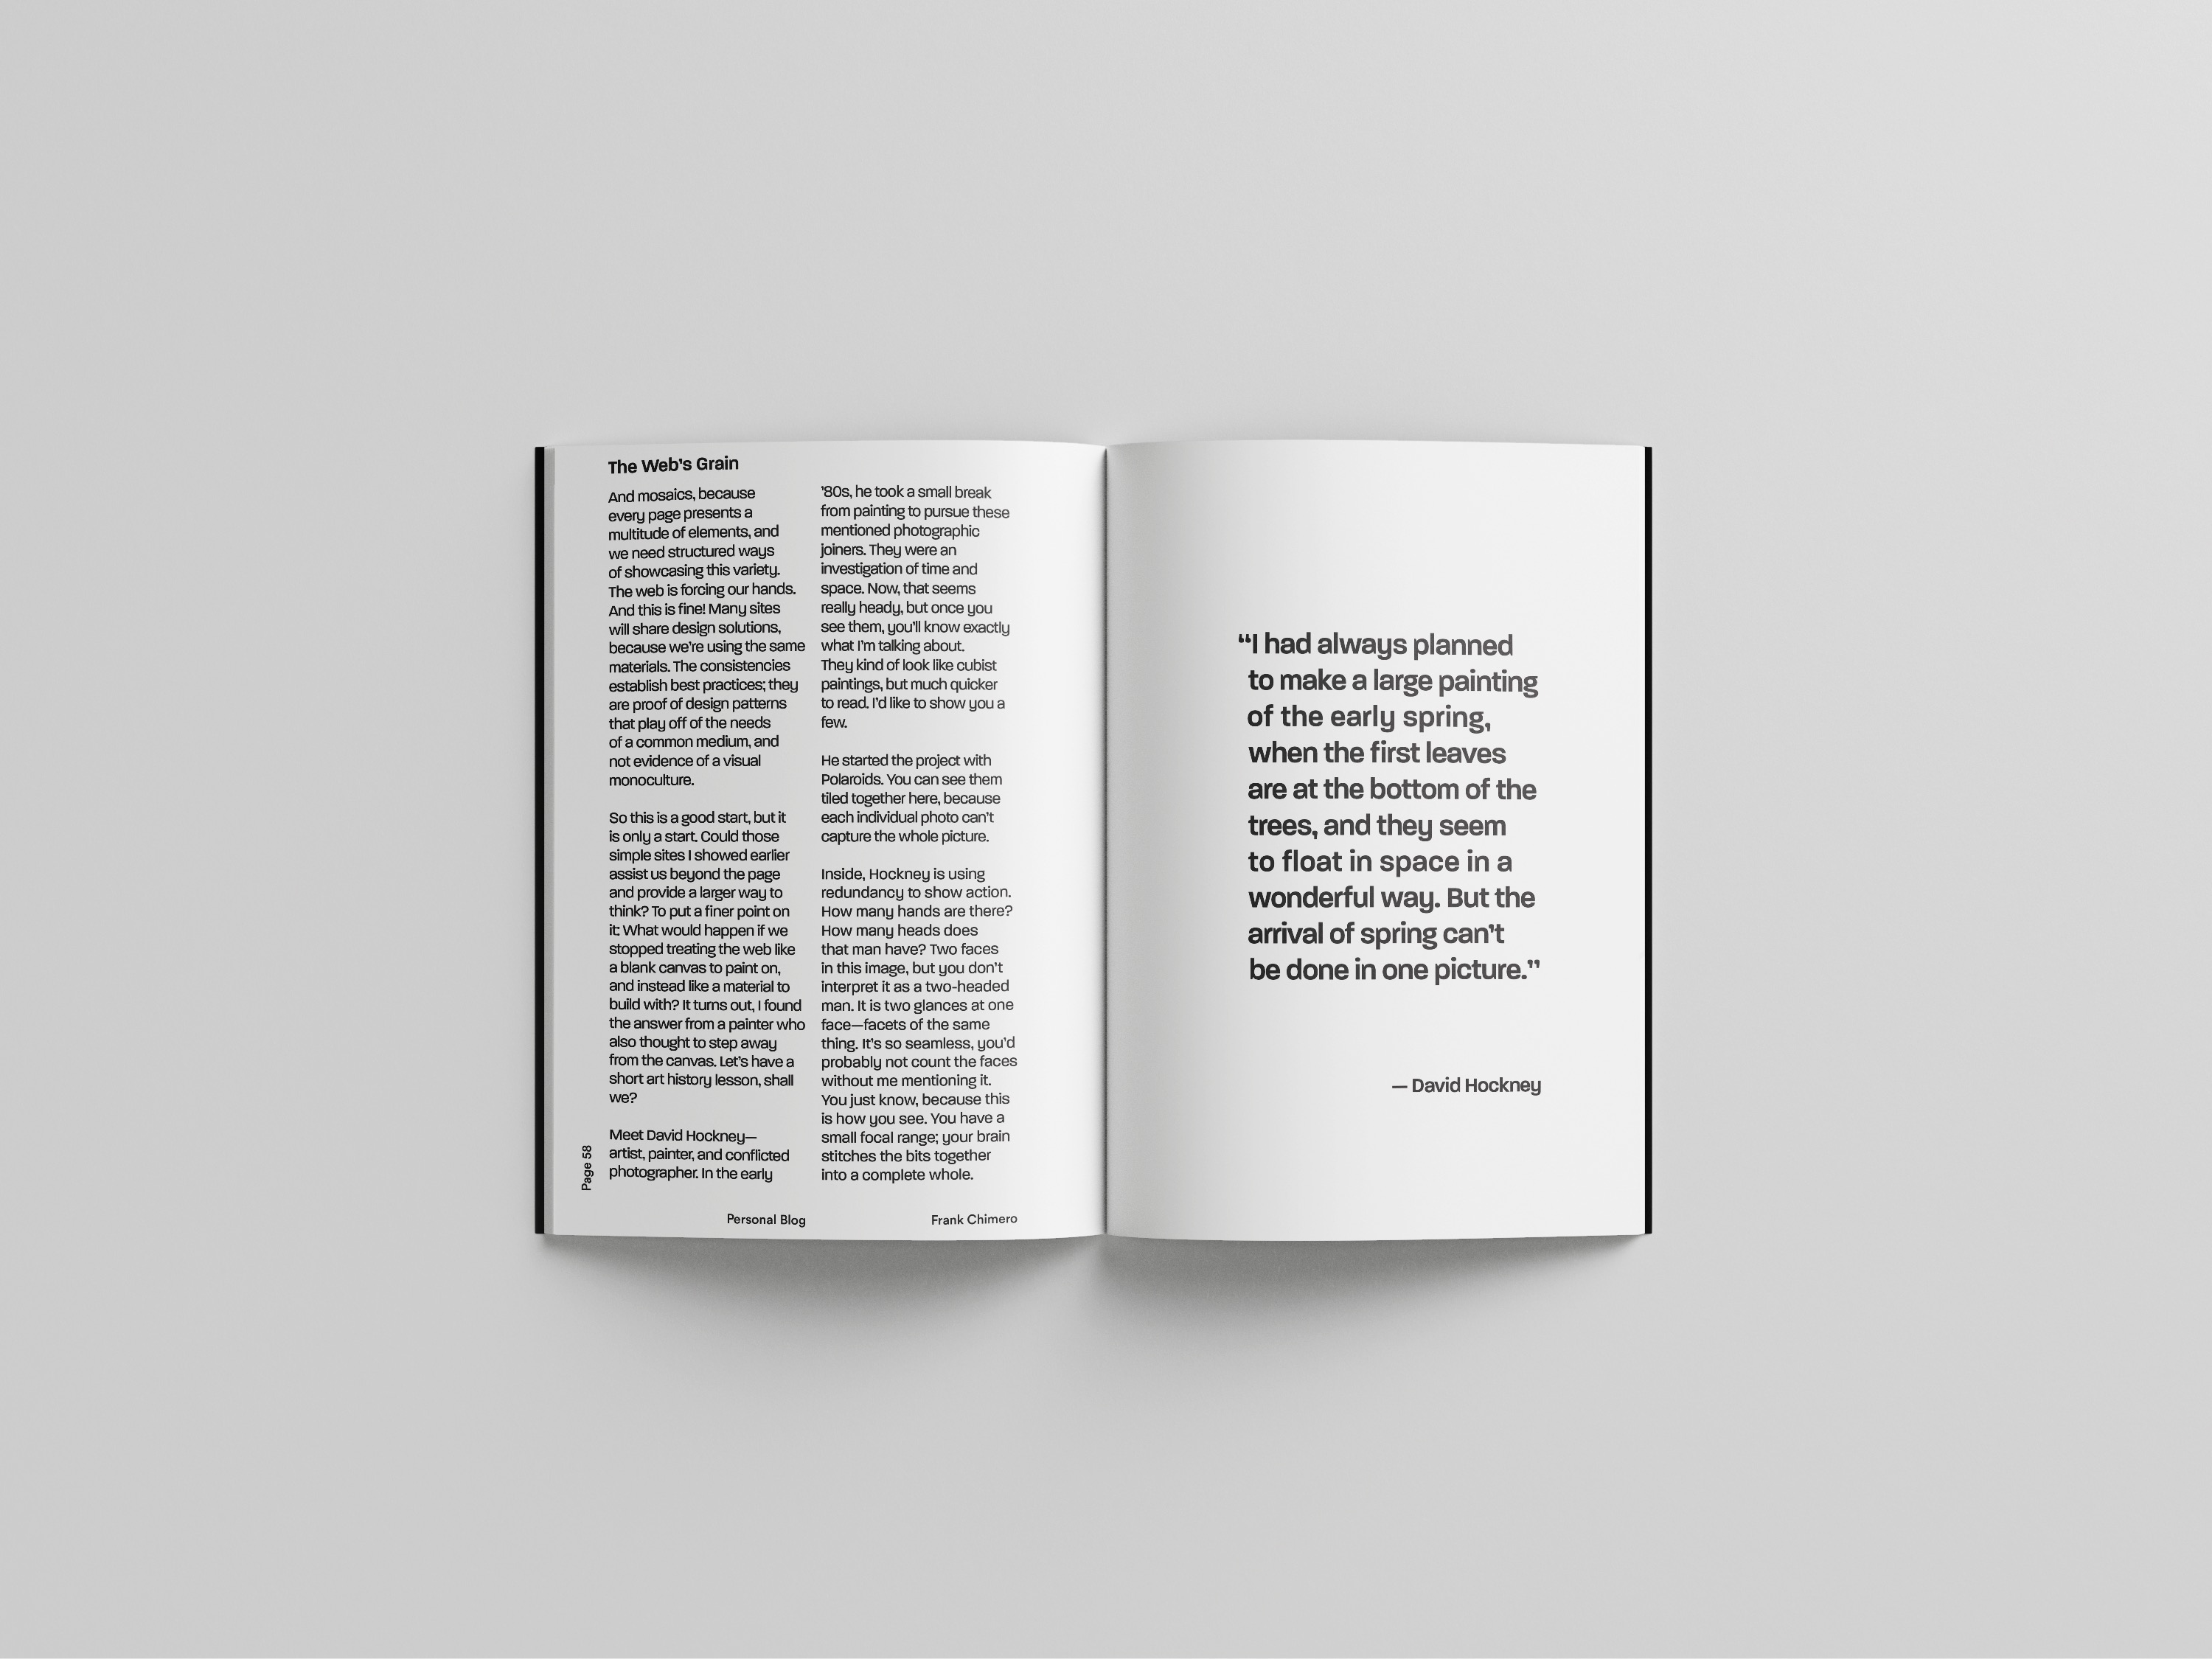 The Web’s Grain
And mosaics, because
every page presents a
multitude of elements, and
we need structured ways
of showcasing this variety.
The web is forcing our hands.
And this is fine! Many sites
will share design solutions,
because we’re using the same
materials. The consistencies
establish best practices; they
are proof of design patterns
that play off of the needs
of a common medium, and
not evidence of a visual
monoculture.
So this is a good start, but it
is only a start. Could those
simple sites I showed earlier
assist us beyond the page
and provide a larger way to
think? To put a finer point on
it: What would happen if we
stopped treating the web like
a blank canvas to paint on,
and instead like a material to
build with? It turns out, I found
the answer from a painter who
also thought to step away
from the canvas. Let’s have a
short art history lesson, shall
we?
Meet David Hockney—
artist, painter, and conflicted
photographer. In the early
’80s, he took a small break
from painting to pursue these
mentioned photographic
joiners. They were an
investigation of time and
space. Now, that seems
really heady, but once you
see them, you’ll know exactly
what I’m talking about.
They kind of look like cubist
paintings, but much quicker
to read. I’d like to show you a
few.
He started the project with
Polaroids. You can see them
tiled together here, because
each individual photo can’t
capture the whole picture.
Inside, Hockney is using
redundancy to show action.
How many hands are there?
How many heads does
that man have? Two faces
in this image, but you don’t
interpret it as a two-headed
man. It is two glances at one
face—facets of the same
thing. It’s so seamless, you’d
probably not count the faces
without me mentioning it.
You just know, because this
is how you see. You have a
small focal range; your brain
stitches the bits together
into a complete whole.
Page 58
Personal Blog
Frank Chimero
“I had always planned
to make a large painting
of the early spring,
when the first leaves
are at the bottom of the
trees, and they seem
to float in space in a
wonderful way. But the
arrival of spring can’t
be done in one picture.”
— David Hockney